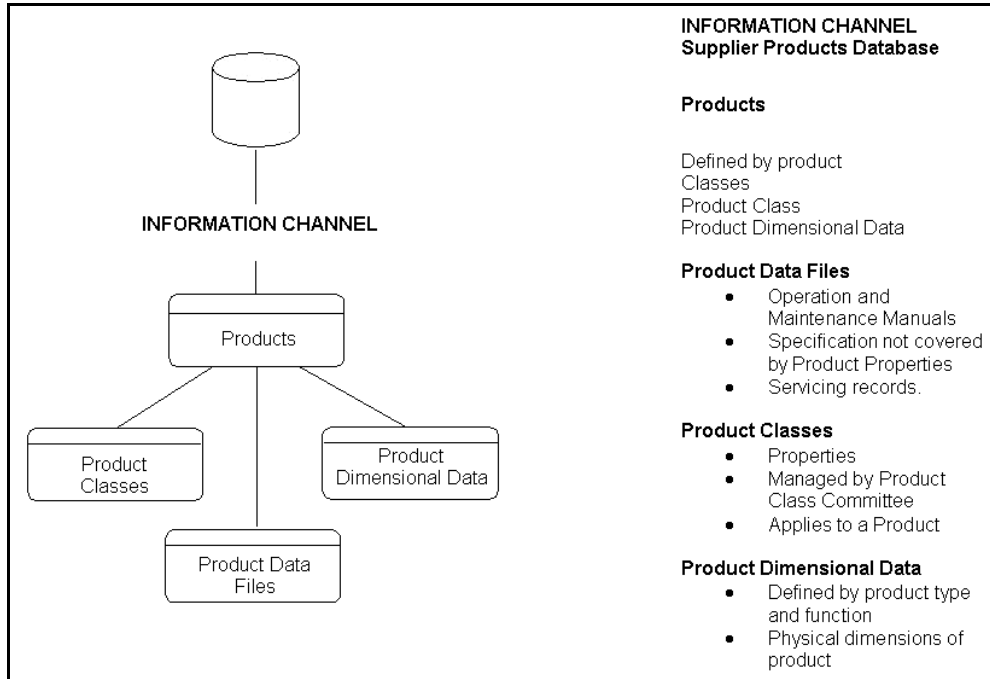 INFORMATION CHANNEL
Products
Product
Classes
Product
Dimensional Data
Product Data
Files
INFORMATION CHANNEL
Supplier Products Database
Products
Defined by product
Classes
Product Class
Product Dimensional Data
Product Data Files
• Operation and
Maintenance Manuals
• Specification not covered
by Product Properties
• Servicing records.
Product Classes
• Properties
• Managed by Product
Class Committee
• Applies to a Product
Product Dimensional Data
• Defined by product type
and function
• Physical dimensions of
product